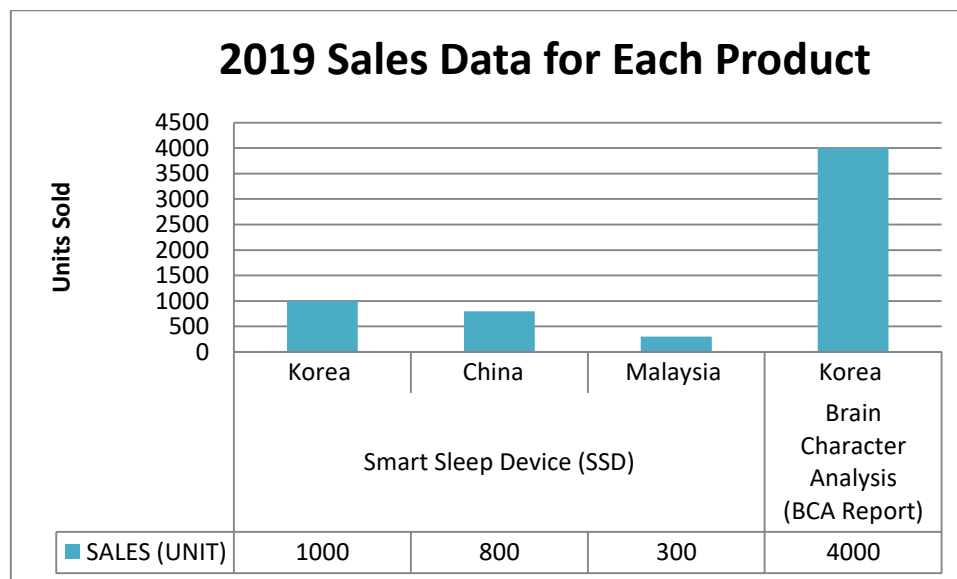 2019 Sales Data for Each Product
Units Sold
4500
4000
3500
3000
2500
2000
1500
1000
500
0
Korea China Malaysia Korea
Smart Sleep Device (SSD)
Brain
Character
Analysis
(BCA Report)
SALES (UNIT) 1000 800 300 4000